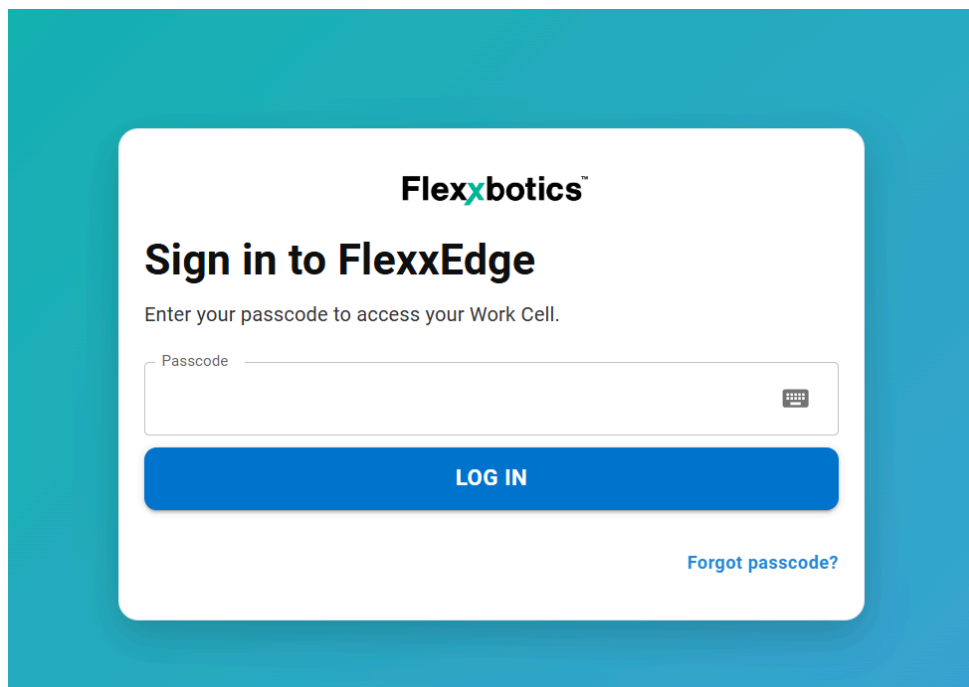 Flexxbotics™
Sign in to FlexxEdge
Enter your passcode to access your Work Cell.
Passcode
LOG IN
Forgot passcode?